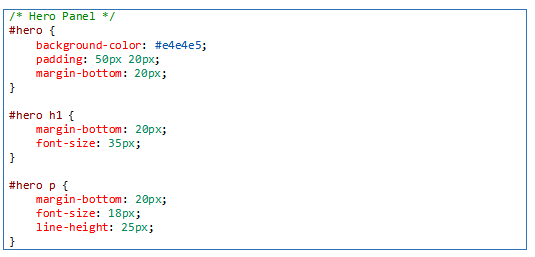 /* Hero Panel */
#hero {
    background-color: #e4e4e5;
    padding: 50px 20px;
    margin-bottom: 20px;
}

#hero h1 {
    margin-bottom: 20px;
    font-size: 35px;
}

#hero p {
    margin-bottom: 20px;
    font-size: 18px;
    line-height: 25px;
}